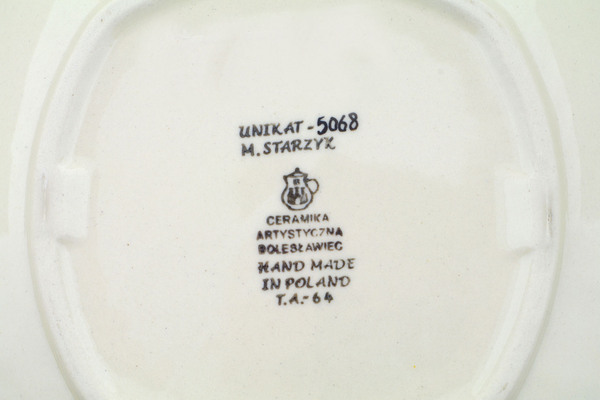 UNIKAT - 5068
M. STARZYK
CERAMIKA
ARTYSTYCZNA
BOLESŁAWIEC
HAND MADE
IN POLAND
T.A.-64